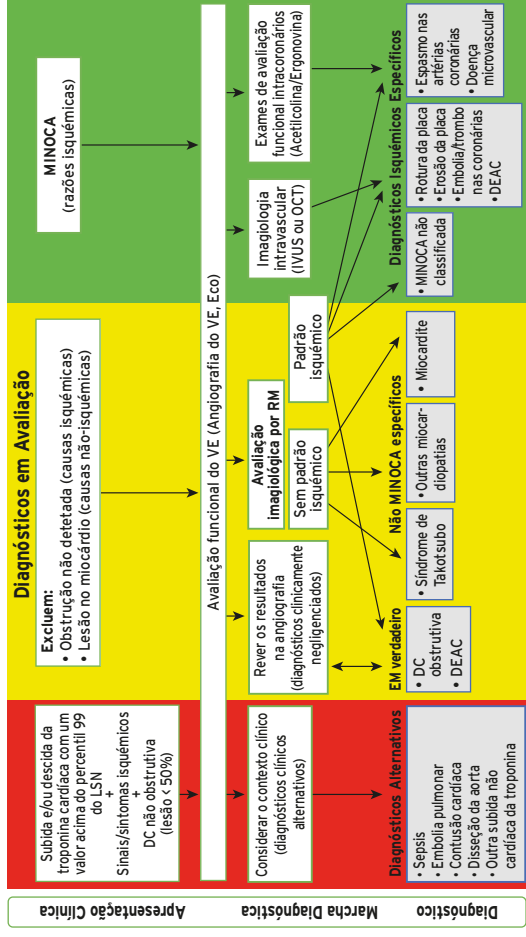 Apresentação Clínica
Subida e/ou descida da
troponina cardíaca com um
valor acima do percentil 99
do LSN
+
Sinais/sintomas isquémicos
+
DC não obstrutiva
(lesão < 50%)
Diagnósticos em Avaliação
Excluem:
• Obstrução não detetada (causas isquémicas)
• Lesão no miocárdio (causas não-isquémicas)
MINOCA
(razões isquémicas)
Avaliação funcional do VE (Angiografia do VE, Eco)
Marcha Diagnóstica
Considerar o contexto clínico
(diagnósticos clínicos
alternativos)
Rever os resultados
na angiografia
(diagnósticos clinicamente
negligenciados)
Avaliação
imagiológica por RM
Sem padrão
isquémico
Padrão
isquémico
Imagiologia
intravascular
(IVUS ou OCT)
Exames de avaliação
funcional intracoronários
(Acetilcolina/Ergonovina)
Diagnóstico
Diagnósticos Alternativos
• Sepsis
• Embolia pulmonar
• Contusão cardíaca
• Disseção da aorta
• Outra subida não
cardíaca da troponina
EM verdadeiro
• DC
obstrutiva
• DEAC
Não MINOCA específicos
• Síndrome de
Takotsubo
• Outras miocar-
diopatias
• Miocardite
Diagnósticos Isquémicos Específicos
• MINOCA não
classificada
• Rotura da placa
• Erosão da placa
• Embolia/trombo
nas coronárias
• DEAC
• Espasmo nas
artérias
coronárias
• Doença
microvascular